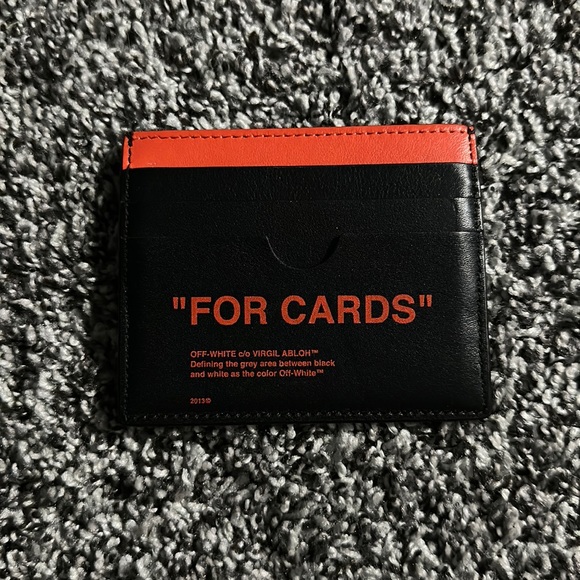 "FOR CARDS"
OFF-WHITE c/o VIRGIL ABLOH™
Defining the grey area between black
and white as the color Off-White™
2013©